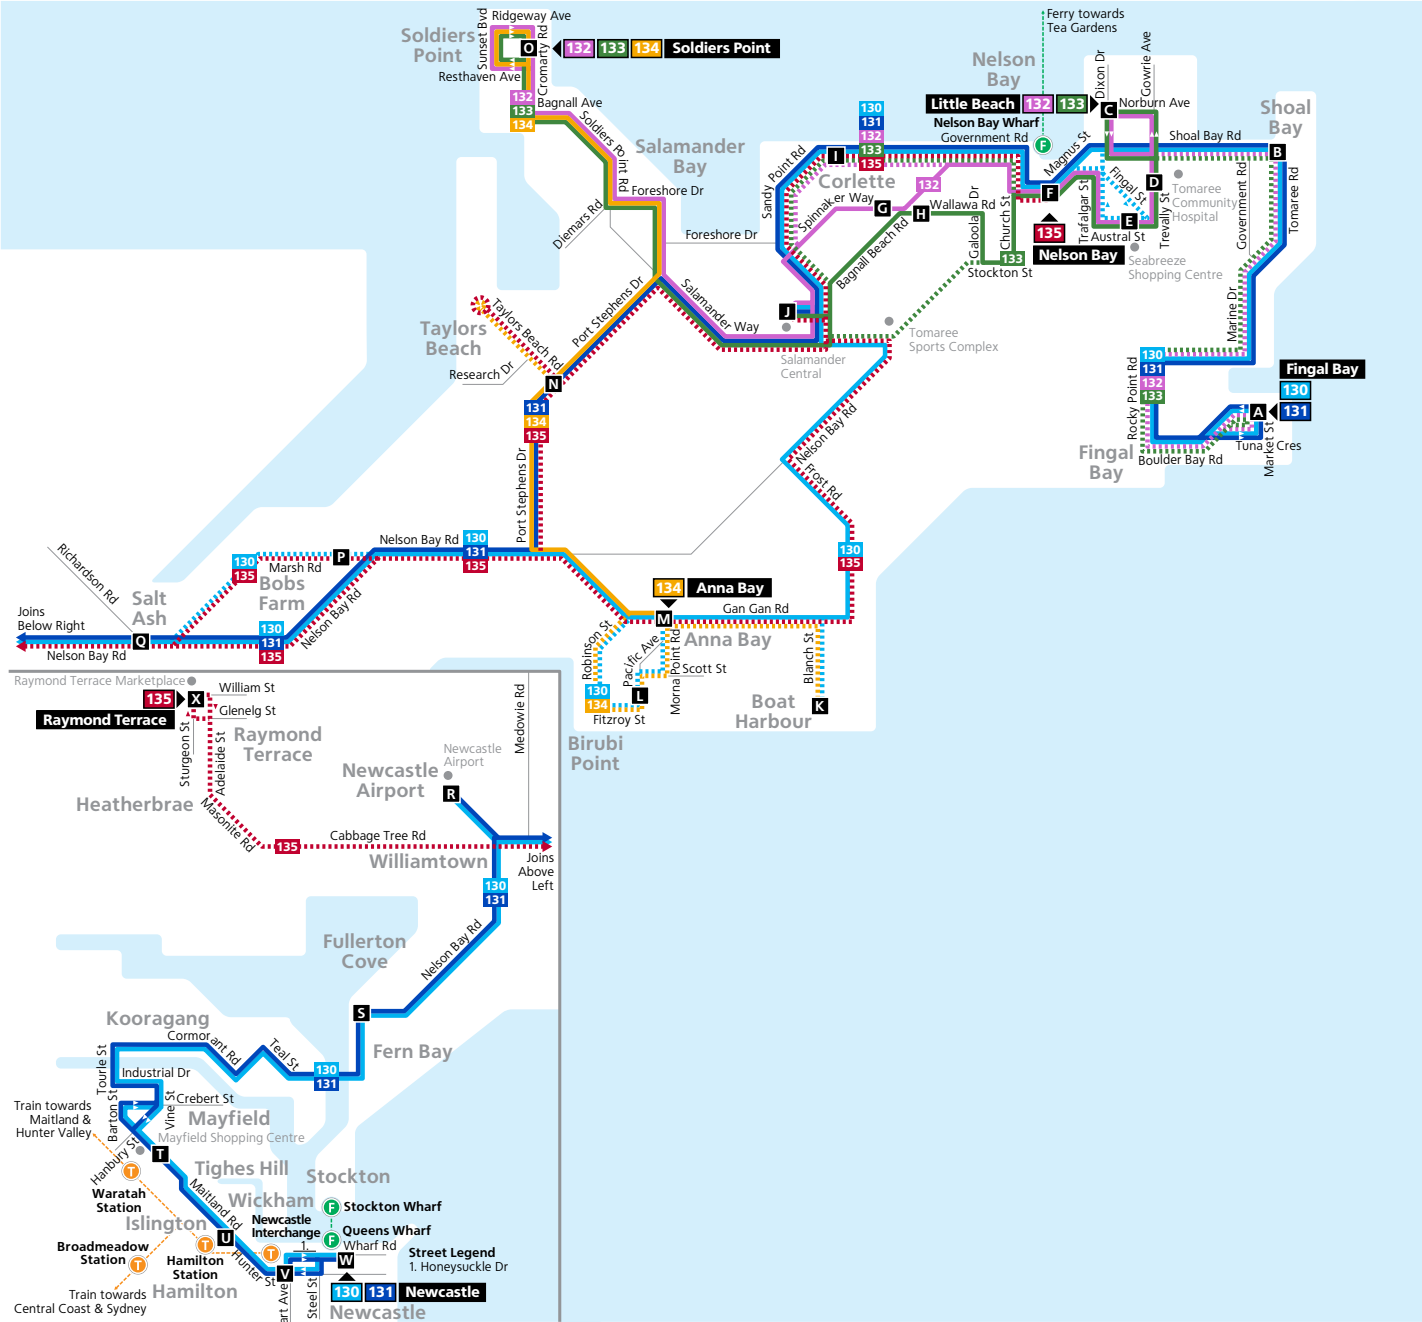 Ridgeway Ave
Sunset Bvd
Soldiers
Point
Cromarty Rd
O
132 133 134 Soldiers Point
Resthaven Ave
132
133
134
Bagnall Ave
Soldiers Point Rd
Salamander
Bay
Foreshore Dr
Diemars Rd
Foreshore Dr
Ferry towards
Tea Gardens
Nelson
Bay
Little Beach 132 133
C
Dixon Dr
Gowrie Ave
Norburn Ave
Nelson Bay Wharf
F
Government Rd
Magnus St
Shoal Bay Rd
Shoal
Bay
B
130
131
132
133
135
I
Sandy Point Rd
Corlette
132
Spinnaker Way
G
H
Wallawa Rd
Bagnall Beach Rd
Galoola Dr
Church St
133
Stockton St
F
135
Nelson Bay
Trafalgar St
Fingal St
E
Austral St
D
Trevally St
Tomaree
Community
Hospital
Seabreeze
Shopping Centre
Government Rd
Tomaree Rd
Marine Dr
130
131
132
133
Rocky Point Rd
Fingal Bay
130
131
A
Tuna Cres
Market St
Boulder Bay Rd
Fingal
Bay
J
Salamander
Central
Salamander Way
Tomaree
Sports Complex
Port Stephens Dr
Taylors Beach Rd
Taylors
Beach
Research Dr
N
131
134
135
Port Stephens Dr
Nelson Bay Rd
Frost Rd
130
135
Nelson Bay Rd
130
131
135
P
Marsh Rd
130
135
Bobs
Farm
Nelson Bay Rd
Richardson Rd
Salt
Ash
Joins
Below Right
Q
Nelson Bay Rd
130
131
135
134 Anna Bay
M
Gan Gan Rd
Anna Bay
Robinson St
Pacific Ave
Morna Point Rd
Scott St
Blanch St
130
134
L
Fitzroy St
Boat
Harbour
K
Birubi
Point
Raymond Terrace Marketplace
135
X
William St
Raymond Terrace
Glenelg St
Sturgeon St
Adelaide St
Raymond
Terrace
Heatherbrae
Masonite Rd
135
Cabbage Tree Rd
Medowie Rd
Newcastle
Airport
Newcastle
Airport
R
Williamtown
Joins
Above
Left
130
131
Nelson Bay Rd
Fullerton
Cove
S
Fern Bay
Kooragang
Cormorant Rd
Teal St
130
131
Tourle St
Industrial Dr
Barton St
Vine St
Crebert St
Train towards
Maitland &
Hunter Valley
Mayfield
Mayfield Shopping Centre
Hanbury St
T
T
Waratah
Station
Tighes Hill
Maitland Rd
Wickham
Stockton
F Stockton Wharf
F Queens Wharf
Islington
Newcastle
Interchange
T
1.
Wharf Rd
W
Broadmeadow
Station
T
T
Hamilton
Station
U
Hunter St
V
Steel St
Street Legend
1. Honeysuckle Dr
130 131 Newcastle
Newcastle
Hamilton
Train towards
Central Coast & Sydney